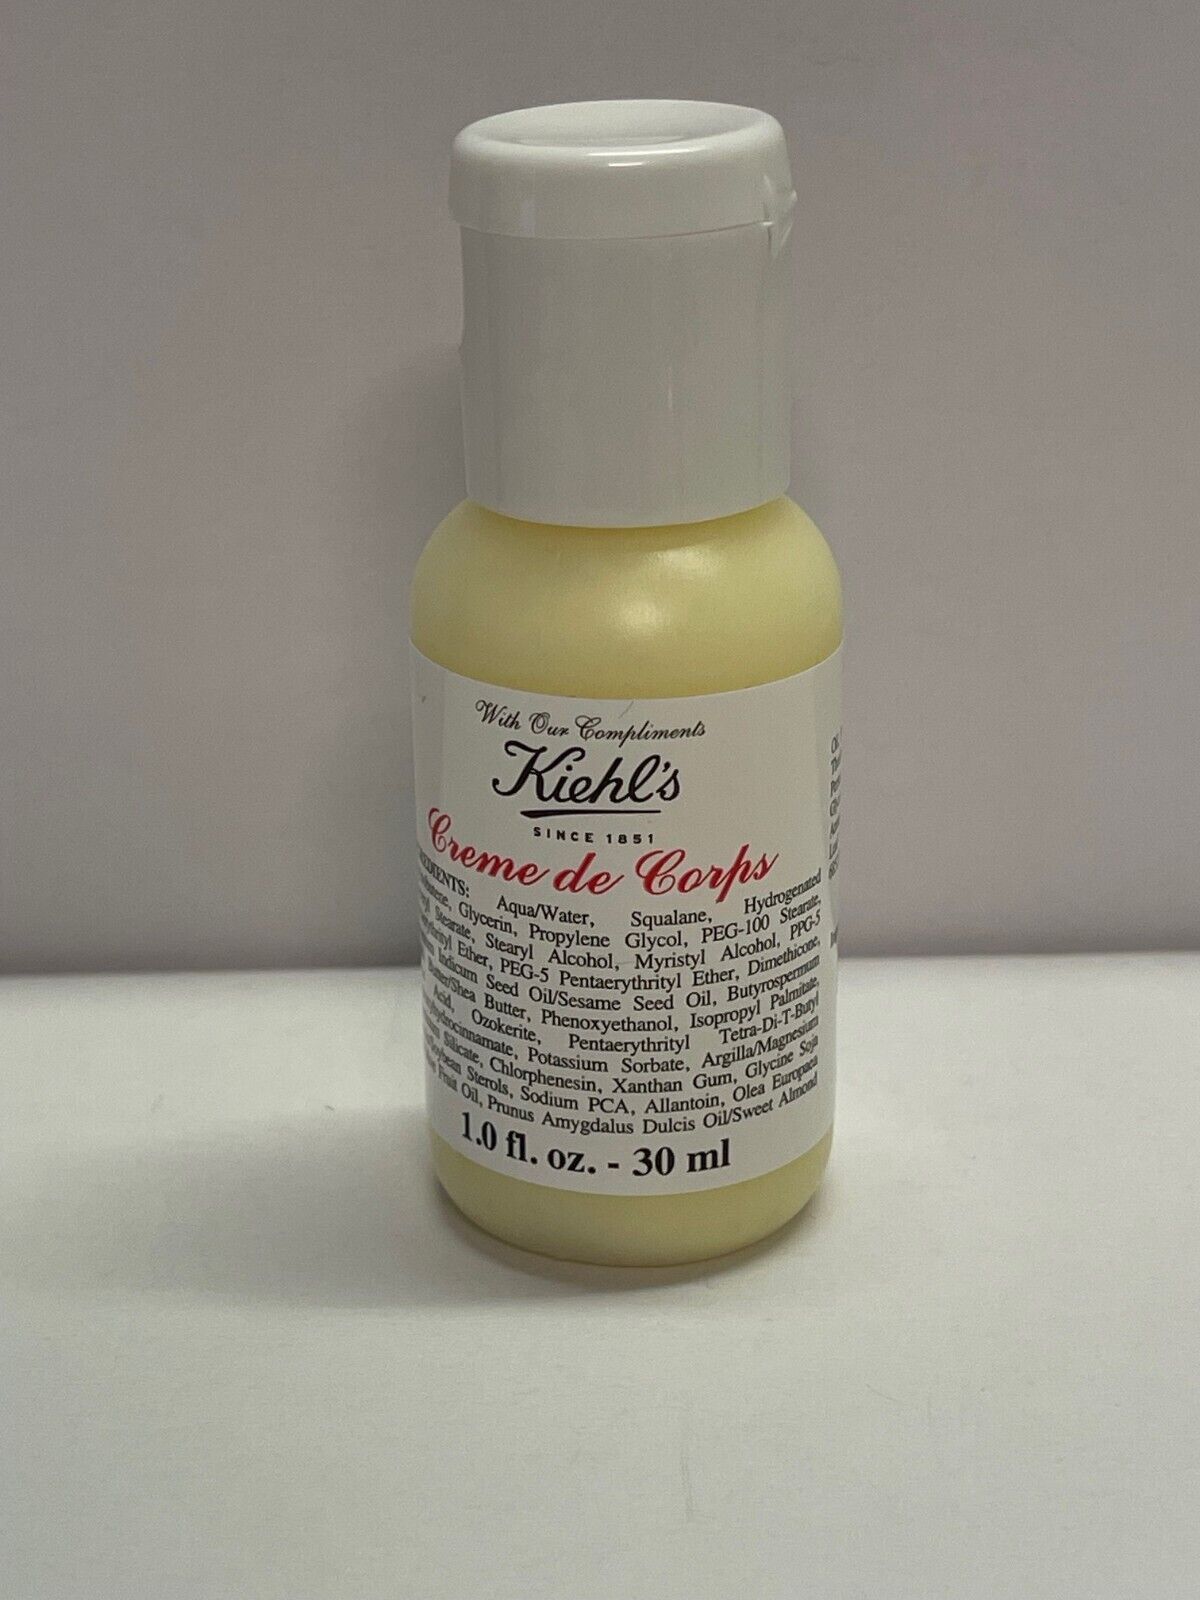 With Our Compliments
Kiehl's
SINCE 1851
Creme de Corps
Aqua/Water, Squalane, Hydrogenated
Glycerin, Propylene Glycol, PEG-100 Stearate,
Stearate, Stearyl Alcohol, Myristyl Alcohol, PPG-5
Ether, PEG-5 Pentaerythrityl Ether, Dimethicone,
Indicum Seed Oil/Sesame Seed Oil, Butyrospermum
Butter/Shea Butter, Phenoxyethanol, Isopropyl Palmitate,
Acid, Ozokerite, Pentaerythrityl Tetra-Di-T-Butyl
Potassium Sorbate, Argilla/Magnesium
Silicate, Chlorphenesin, Xanthan Gum, Glycine Soja
Sterols, Sodium PCA, Allantoin, Olea Europaea
Fruit Oil, Prunus Amygdalus Dulcis Oil/Sweet Almond
1.0 fl. oz. - 30 ml